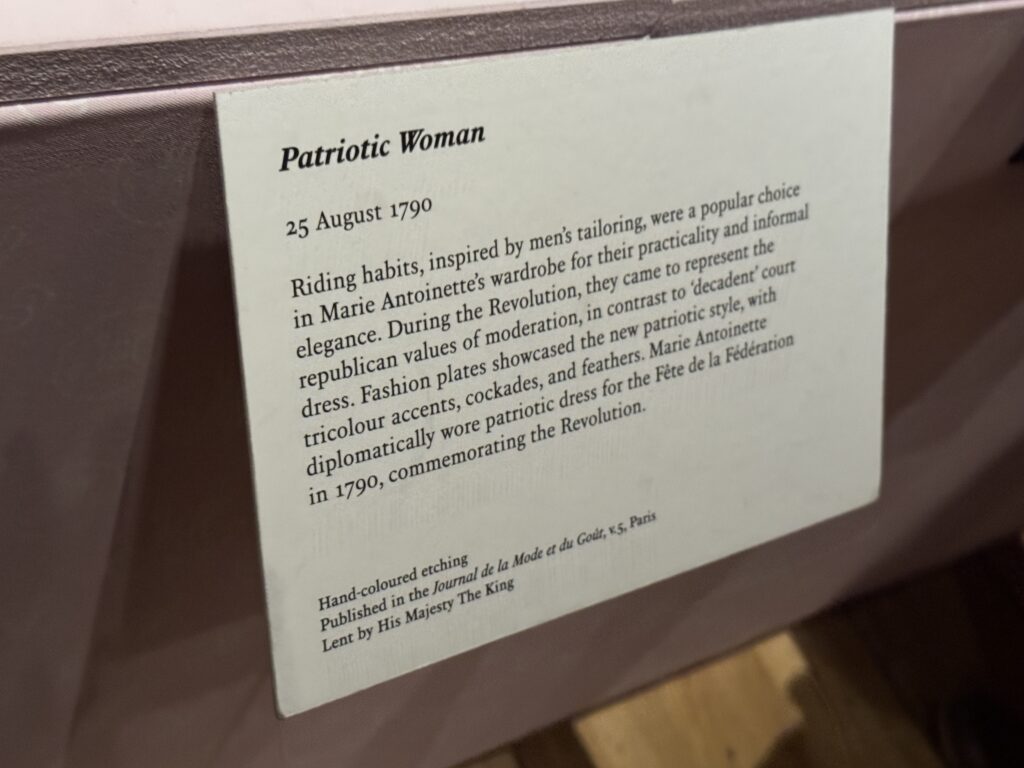 Patriotic Woman
25 August 1790
Riding habits, inspired by men's tailoring, were a popular choice
in Marie Antoinette's wardrobe for their practicality and informal
elegance. During the Revolution, they came to represent the
republican values of moderation, in contrast to ‘decadent’ court
dress. Fashion plates showcased the new patriotic style, with
tricolour accents, cockades, and feathers. Marie Antoinette
diplomatically wore patriotic dress for the Fête de la Fédération
in 1790, commemorating the Revolution.
Hand-coloured etching
Published in the Journal de la Mode et du Goût, v.5, Paris
Lent by His Majesty The King